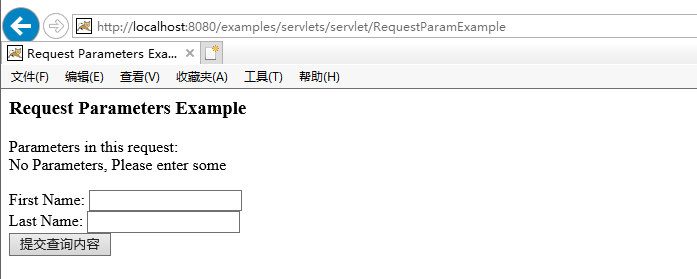 http://localhost:8080/examples/servlets/servlet/RequestParamExample
Request Parameters Exa...
文件(F) 编辑(E) 查看(V) 收藏夹(A) 工具(T) 帮助(H)
Request Parameters Example
Parameters in this request:
No Parameters, Please enter some
First Name:
Last Name:
提交查询内容